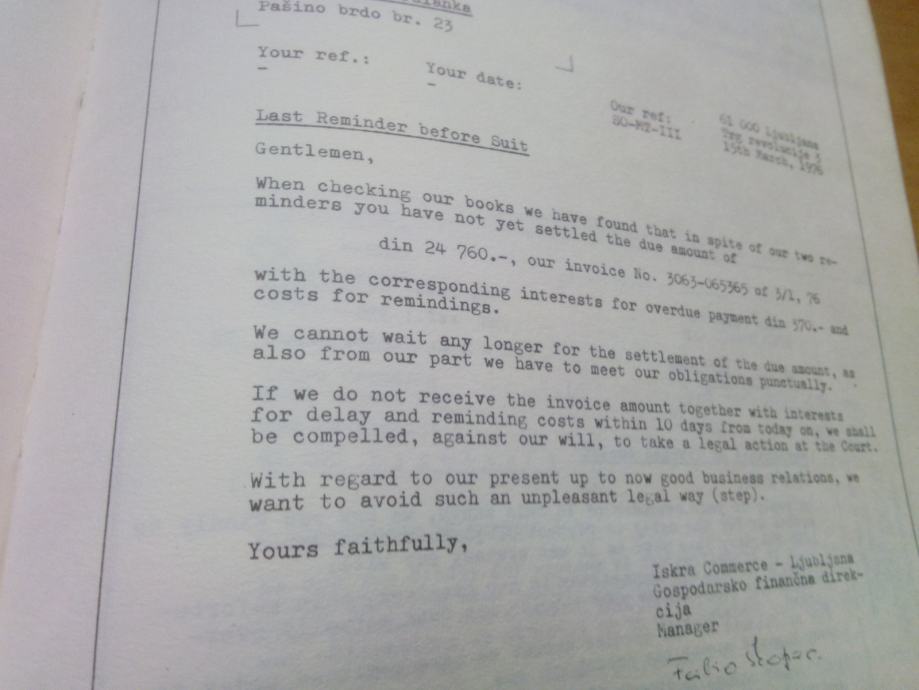 Pašino brdo br. 23
Your ref.:
-
Your date:
-
Our ref:
SO-MT-III
61 000 Ljubljana
Trg revolucije 3
15th March, 1976
Last Reminder before Suit
Gentlemen,
When checking our books we have found that in spite of our two re-
minders you have not yet settled the due amount of
din 24 760.-, our invoice No. 3063-065365 of 3/1, 76
with the corresponding interests for overdue payment din 370.- and
costs for remindings.
We cannot wait any longer for the settlement of the due amount, as
also from our part we have to meet our obligations punctually.
If we do not receive the invoice amount together with interests
for delay and reminding costs within 10 days from today on, we shall
be compelled, against our will, to take a legal action at the Court.
With regard to our present up to now good business relations, we
want to avoid such an unpleasant legal way (step).
Yours faithfully,
Iskra Commerce - Ljubljana
Gospodarsko finančna direk-
cija
Manager